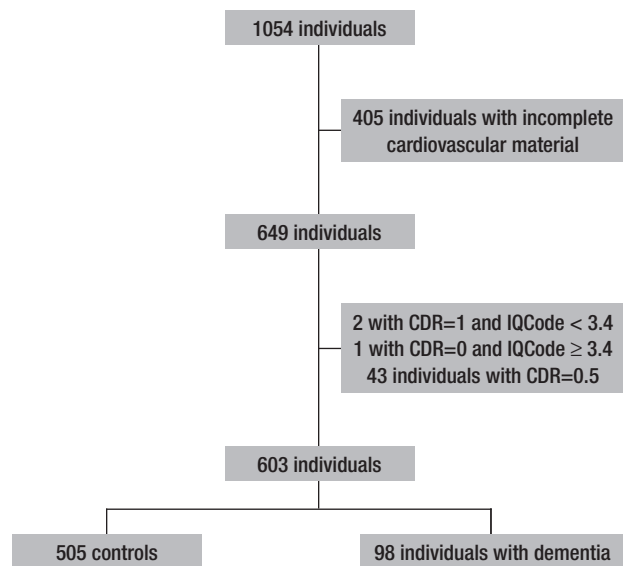 1054 individuals
405 individuals with incomplete
cardiovascular material
649 individuals
2 with CDR=1 and IQCode < 3.4
1 with CDR=0 and IQCode ≥ 3.4
43 individuals with CDR=0.5
603 individuals
505 controls
98 individuals with dementia